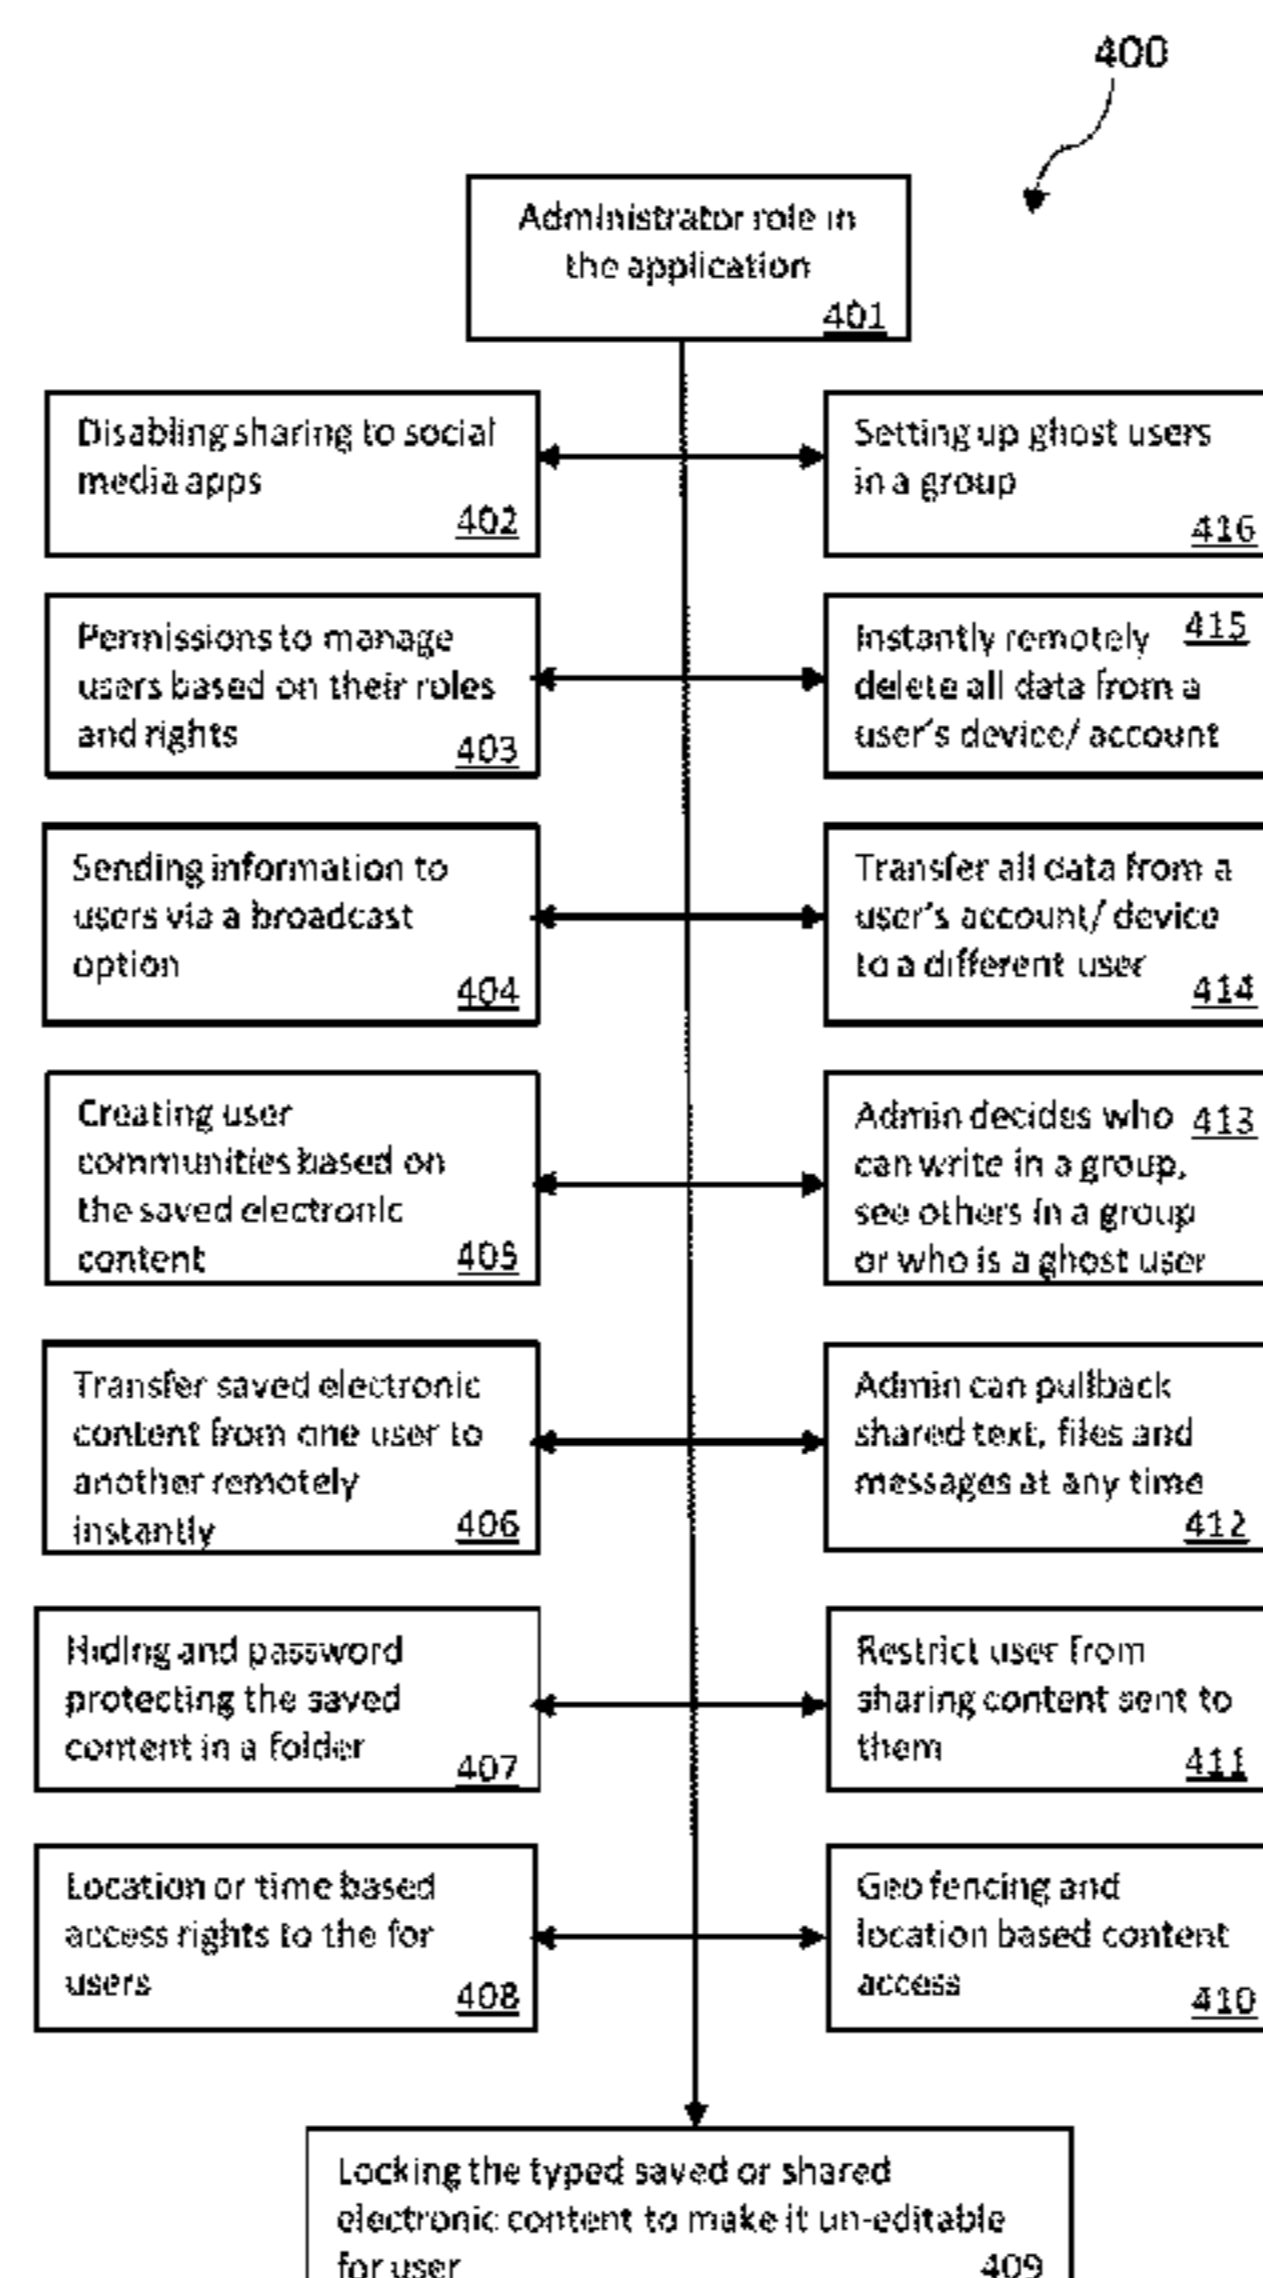 400
Administrator role in
the application
401
Disabling sharing to social
media apps
402
Setting up ghost users
in a group
416
Permissions to manage
users based on their roles
and rights
403
Instantly remotely 415
delete all data from a
user's device/ account
Sending information to
users via a broadcast
option
404
Transfer all data from a
user's account/ device
to a different user
414
Creating user
communities based on
the saved electronic
content 405
Admin decides who 413
can write in a group,
see others in a group
or who is a ghost user
Transfer saved electronic
content from one user to
another remotely
instantly 406
Admin can pullback
shared text, files and
messages at any time
412
Hiding and password
protecting the saved
content in a folder
407
Restrict user from
sharing content sent to
them 411
Location or time based
access rights to the for
users 408
Geo fencing and
location based content
access 410
Locking the typed saved or shared
electronic content to make it un-editable
for user 409